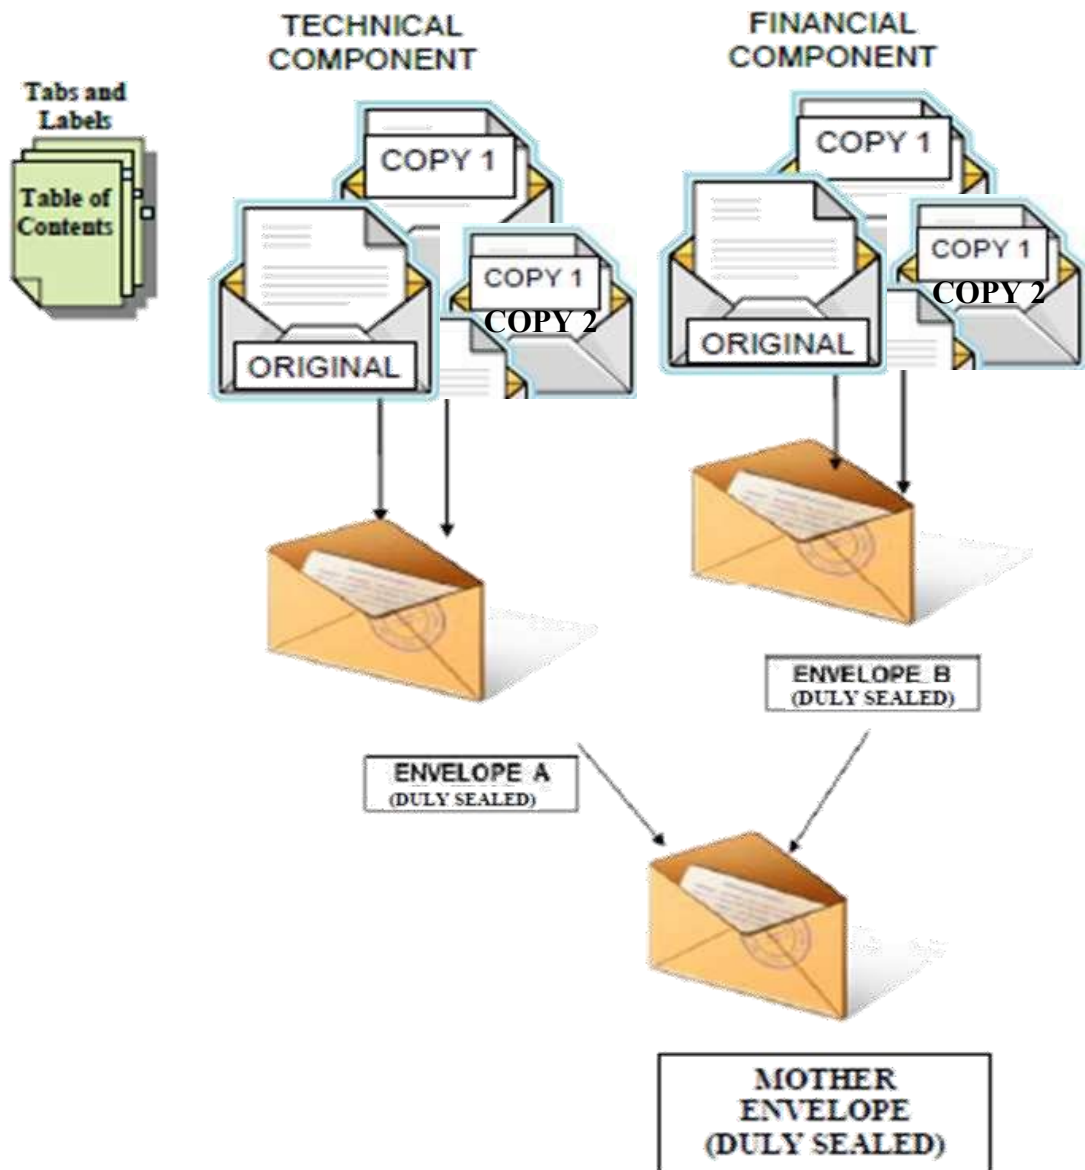 TECHNICAL
COMPONENT
FINANCIAL
COMPONENT
Tabs and
Labels
Table of
Contents
COPY 1
ORIGINAL
COPY 1
COPY 2
COPY 1
ORIGINAL
COPY 1
COPY 2
ENVELOPE B
(DULY SEALED)
ENVELOPE A
(DULY SEALED)
MOTHER
ENVELOPE
(DULY SEALED)